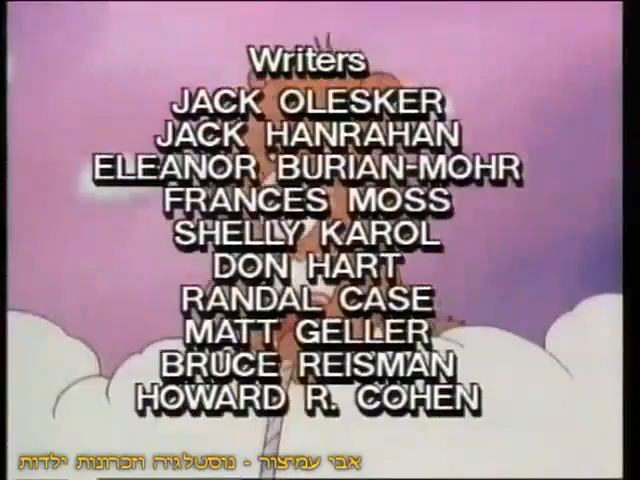 Writers
JACK OLESKER
JACK HANRAHAN
ELEANOR BURIAN-MOHR
FRANCES MOSS
SHELLY KAROL
DON HART
RANDAL CASE
MATT GELLER
BRUCE REISMAN
HOWARD R. COHEN
אבי עמיצור - נוסטלגיה וזכרונות ילדות